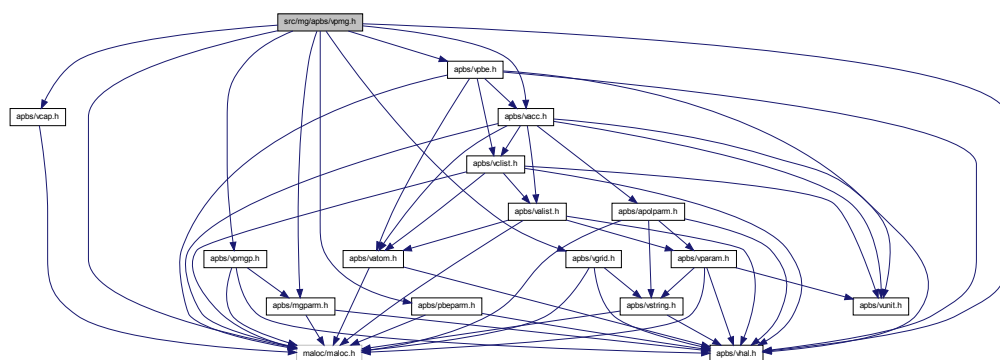 src/mg/apbs/vpmg.h
apbs/vpbe.h
apbs/vcap.h
apbs/vacc.h
apbs/vclist.h
apbs/valist.h
apbs/apolparm.h
apbs/vpmgp.h
apbs/vatom.h
apbs/vgrid.h
apbs/vparam.h
apbs/mgparm.h
apbs/pbeparm.h
apbs/vstring.h
apbs/vunit.h
maloc/maloc.h
apbs/vhal.h